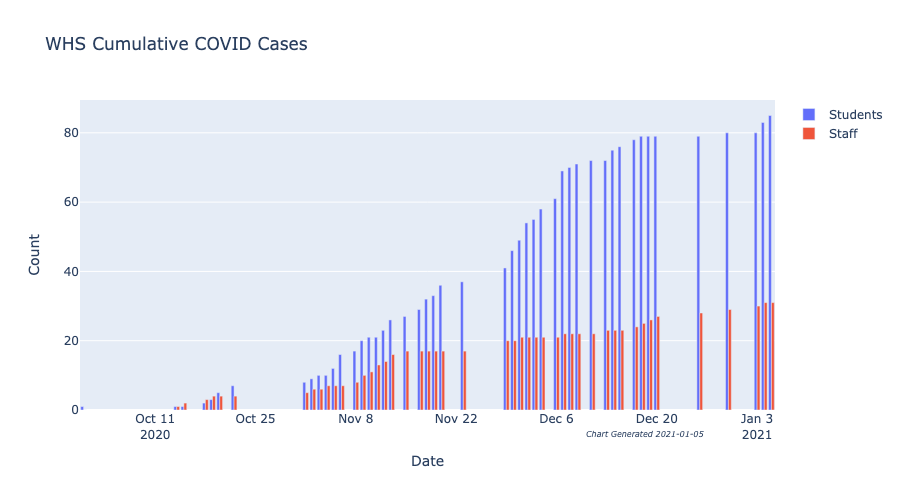 WHS Cumulative COVID Cases
Students
Staff
Count
80
60
40
20
0
Oct 11
2020
Oct 25
Nov 8
Nov 22
Dec 6
Dec 20
Jan 3
2021
Chart Generated 2021-01-05
Date